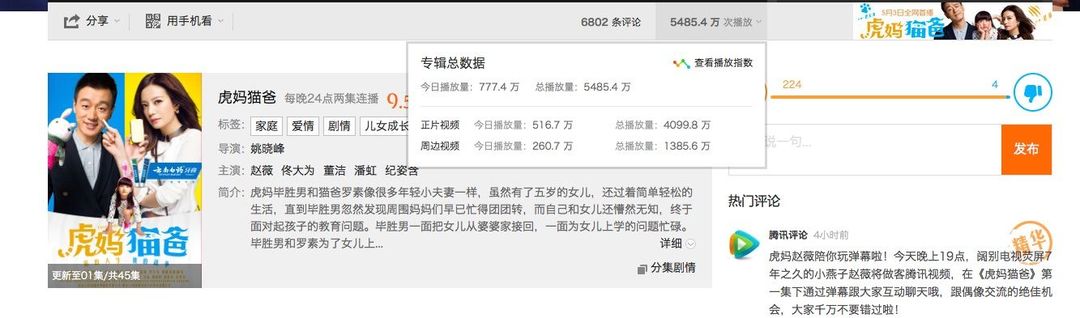 分享
用手机看
6802 条评论
5485.4 万 次播放
5月3日全网首播
虎妈猫爸
专辑总数据
查看播放指数
今日播放量: 777.4 万 总播放量: 5485.4 万
正片视频 今日播放量: 516.7 万 总播放量: 4099.8 万
周边视频 今日播放量: 260.7 万 总播放量: 1385.6 万
虎妈猫爸 每晚24点两集连播 9.5
标签: 家庭 爱情 剧情 儿女成长
导演: 姚晓峰
主演: 赵薇 佟大为 董洁 潘虹 纪姿含
简介: 虎妈毕胜男和猫爸罗素像很多年轻小夫妻一样，虽然有了五岁的女儿，还过着简单轻松的
生活，直到毕胜男忽然发现周围妈妈们早已忙得团团转，而自己和女儿还懵然无知，终于
面对起孩子的教育问题。毕胜男一面把女儿从婆婆家接回，一面为女儿上学的问题忙碌。
毕胜男和罗素为了女儿上...
详细
分集剧情
云南白药牙膏
虎妈猫爸
更新至01集/共45集
224
4
说一句...
发布
热门评论
腾讯评论 4小时前
精华
虎妈赵薇陪你玩弹幕啦！今天晚上19点，阔别电视荧屏7
年之久的小燕子赵薇将做客腾讯视频，在《虎妈猫爸》第
一集下通过弹幕跟大家互动聊天哦，跟偶像交流的绝佳机
会，大家千万不要错过啦！